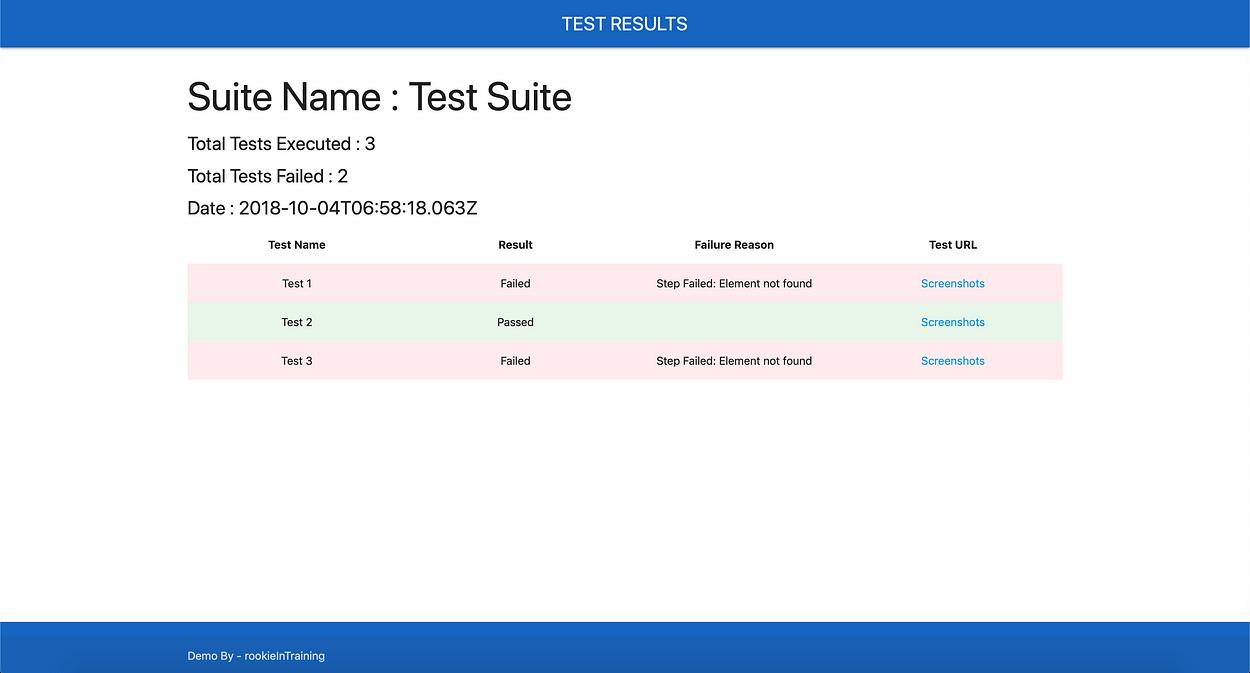 TEST RESULTS
Suite Name : Test Suite
Total Tests Executed : 3
Total Tests Failed : 2
Date : 2018-10-04T06:58:18.063Z
Test Name Result Failure Reason Test URL
Test 1 Failed Step Failed: Element not found Screenshots
Test 2 Passed Screenshots
Test 3 Failed Step Failed: Element not found Screenshots
Demo By - rookieInTraining